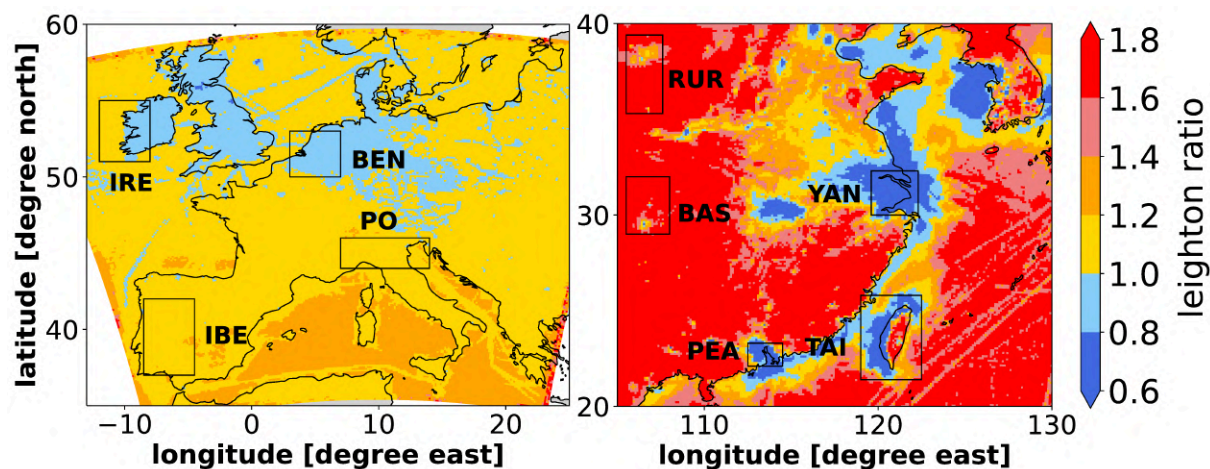 60
50
40
latitude [degree north]
IRE
BEN
PO
IBE
−10
0
10
20
longitude [degree east]
40
30
20
RUR
BAS
YAN
PEA
TAI
110
120
130
longitude [degree east]
1.8
1.6
1.4
1.2
1.0
0.8
0.6
leighton ratio